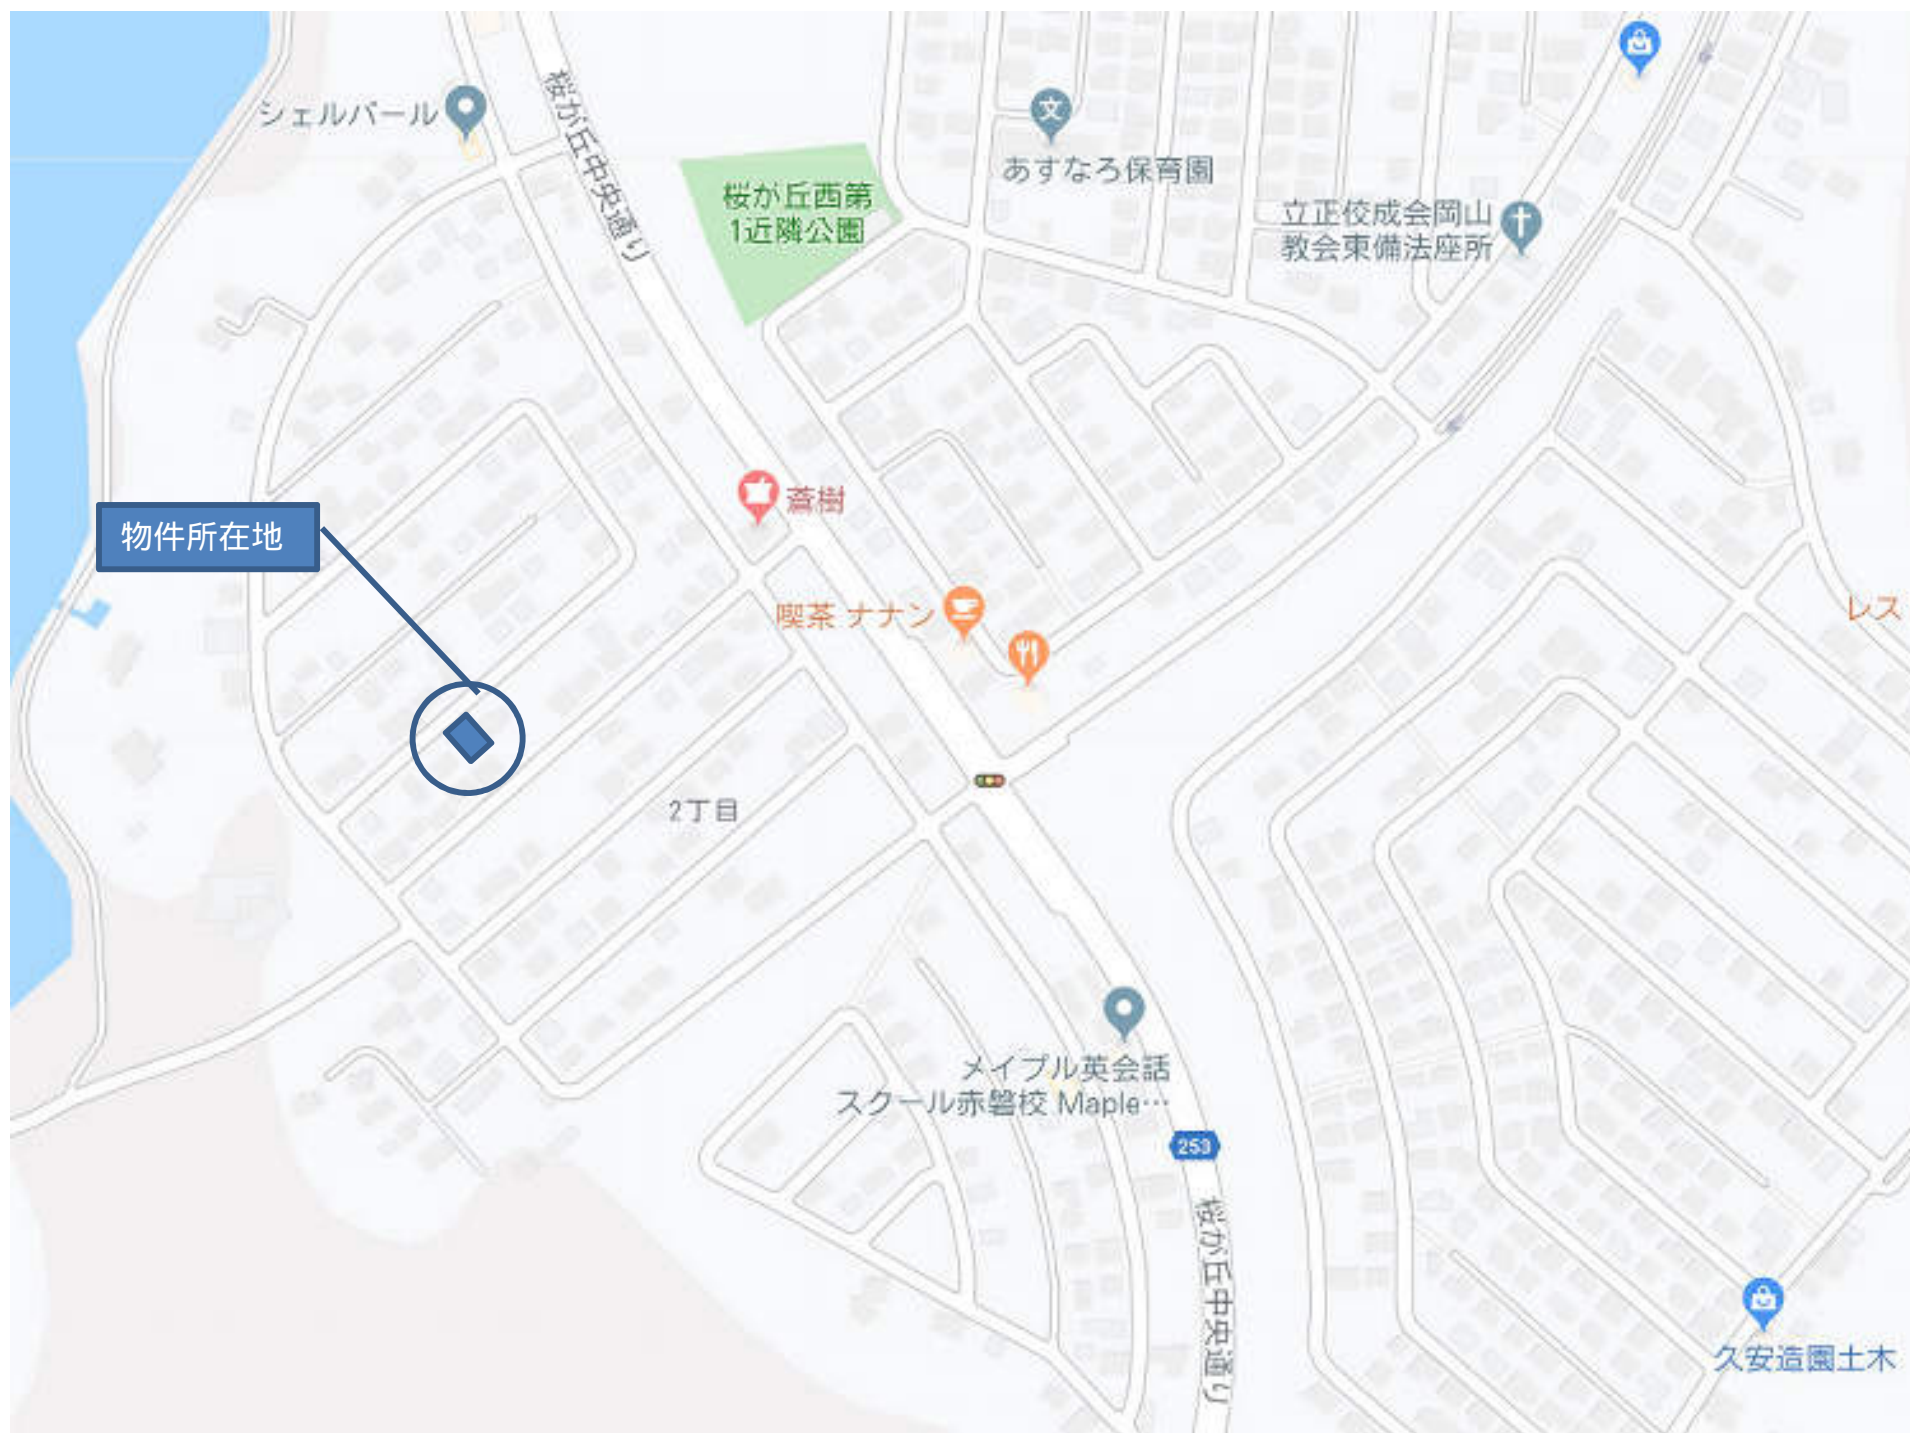 シェルバール
桜が丘中央通り
桜が丘西第
1近隣公園
あすなろ保育園
立正佼成会岡山
教会東備法座所
蒼樹
物件所在地
喫茶 ナナン
レス
2丁目
メイプル英会話
スクール赤磐校 Maple…
253
桜が丘中央通り
久安造園土木